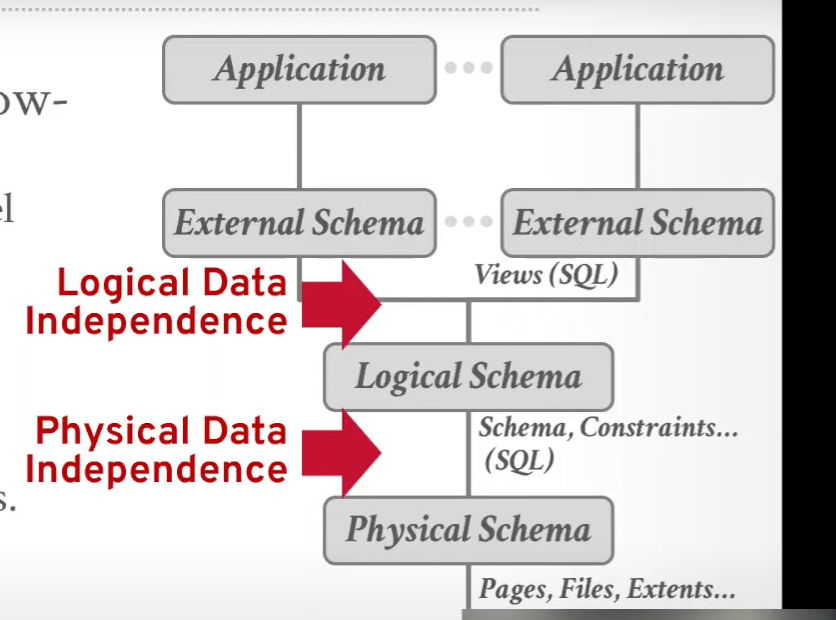 ow-
el
s.
Application
Application
External Schema
External Schema
Views (SQL)
Logical Data
Independence
Logical Schema
Schema, Constraints...
(SQL)
Physical Data
Independence
Physical Schema
Pages, Files, Extents...